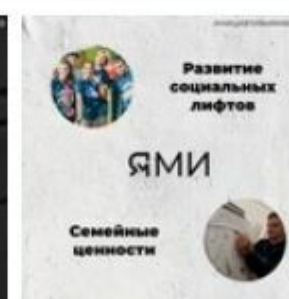 Развитие
социальных
лифтов
ЯМИ
Семейные
ценности